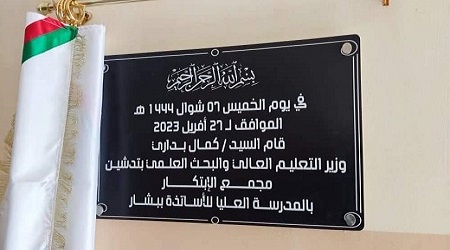 بسم الله الرحمن الرحيم
في يوم الخميس 07 شوال 1444 هـ
الموافق لـ 27 أفريل 2023
قام السيد / كمال بداري
وزير التعليم العالي والبحث العلمي بتدشين
مجمع الإبتكار
بالمدرسة العليا للأساتذة ببشار